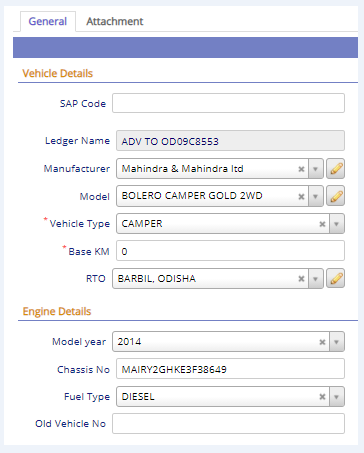 General Attachment
Vehicle Details
SAP Code
Ledger Name ADV TO OD09C8553
Manufacturer Mahindra & Mahindra ltd
Model BOLERO CAMPER GOLD 2WD
*Vehicle Type CAMPER
*Base KM 0
RTO BARBIL, ODISHA
Engine Details
Model year 2014
Chassis No MAIRY2GHKE3F38649
Fuel Type DIESEL
Old Vehicle No